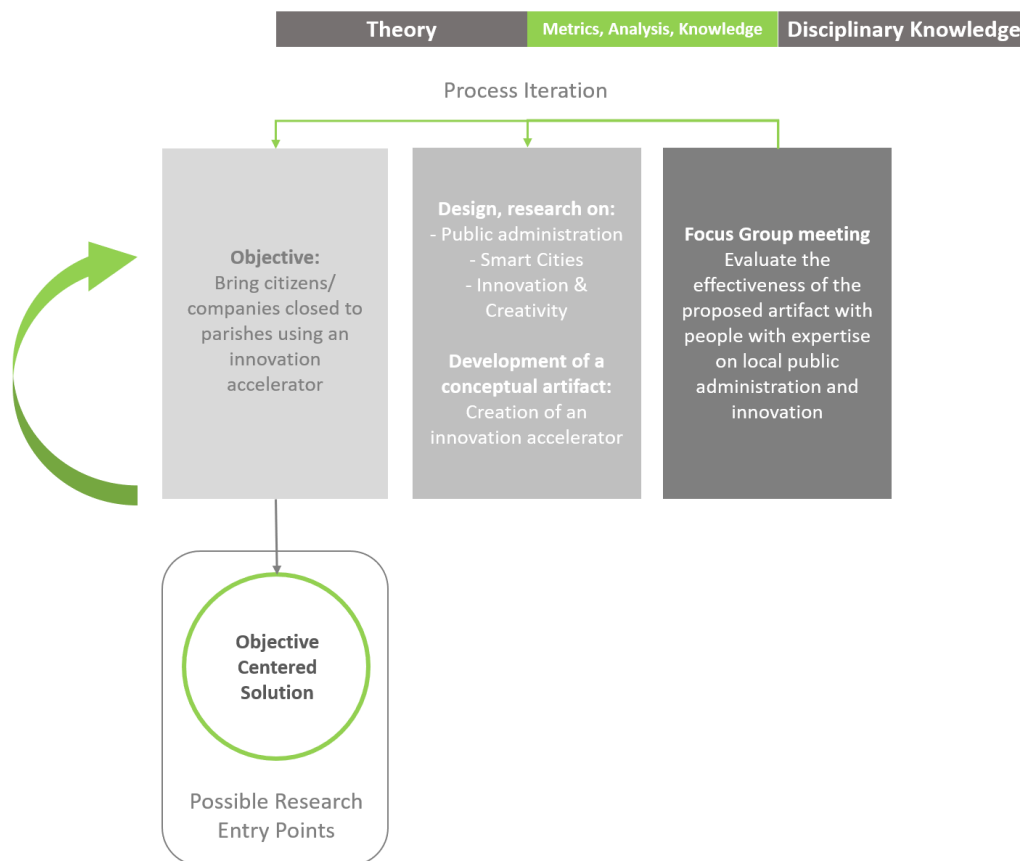 Theory
Metrics, Analysis, Knowledge
Disciplinary Knowledge
Process Iteration
Objective:
Bring citizens/
companies closed to
parishes using an
innovation
accelerator
Design, research on:
- Public administration
- Smart Cities
- Innovation &
Creativity
Development of a
conceptual artifact:
Creation of an
innovation accelerator
Focus Group meeting
Evaluate the
effectiveness of the
proposed artifact with
people with expertise
on local public
administration and
innovation
Objective
Centered
Solution
Possible Research
Entry Points